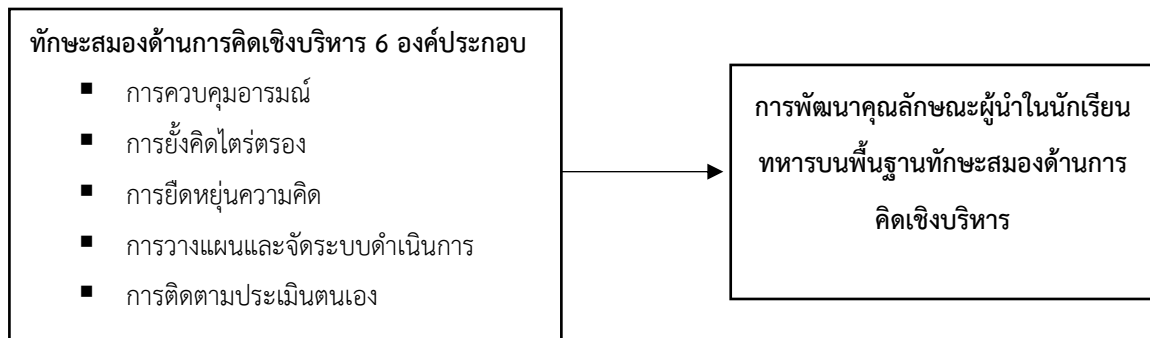 ทักษะสมองด้านการคิดเชิงบริหาร 6 องค์ประกอบ
▪ การควบคุมอารมณ์
▪ การยั้งคิดไตร่ตรอง
▪ การยืดหยุ่นความคิด
▪ การวางแผนและจัดระบบดำเนินการ
▪ การติดตามประเมินตนเอง
การพัฒนาคุณลักษณะผู้นำในนักเรียน
ทหารบนพื้นฐานทักษะสมองด้านการ
คิดเชิงบริหาร